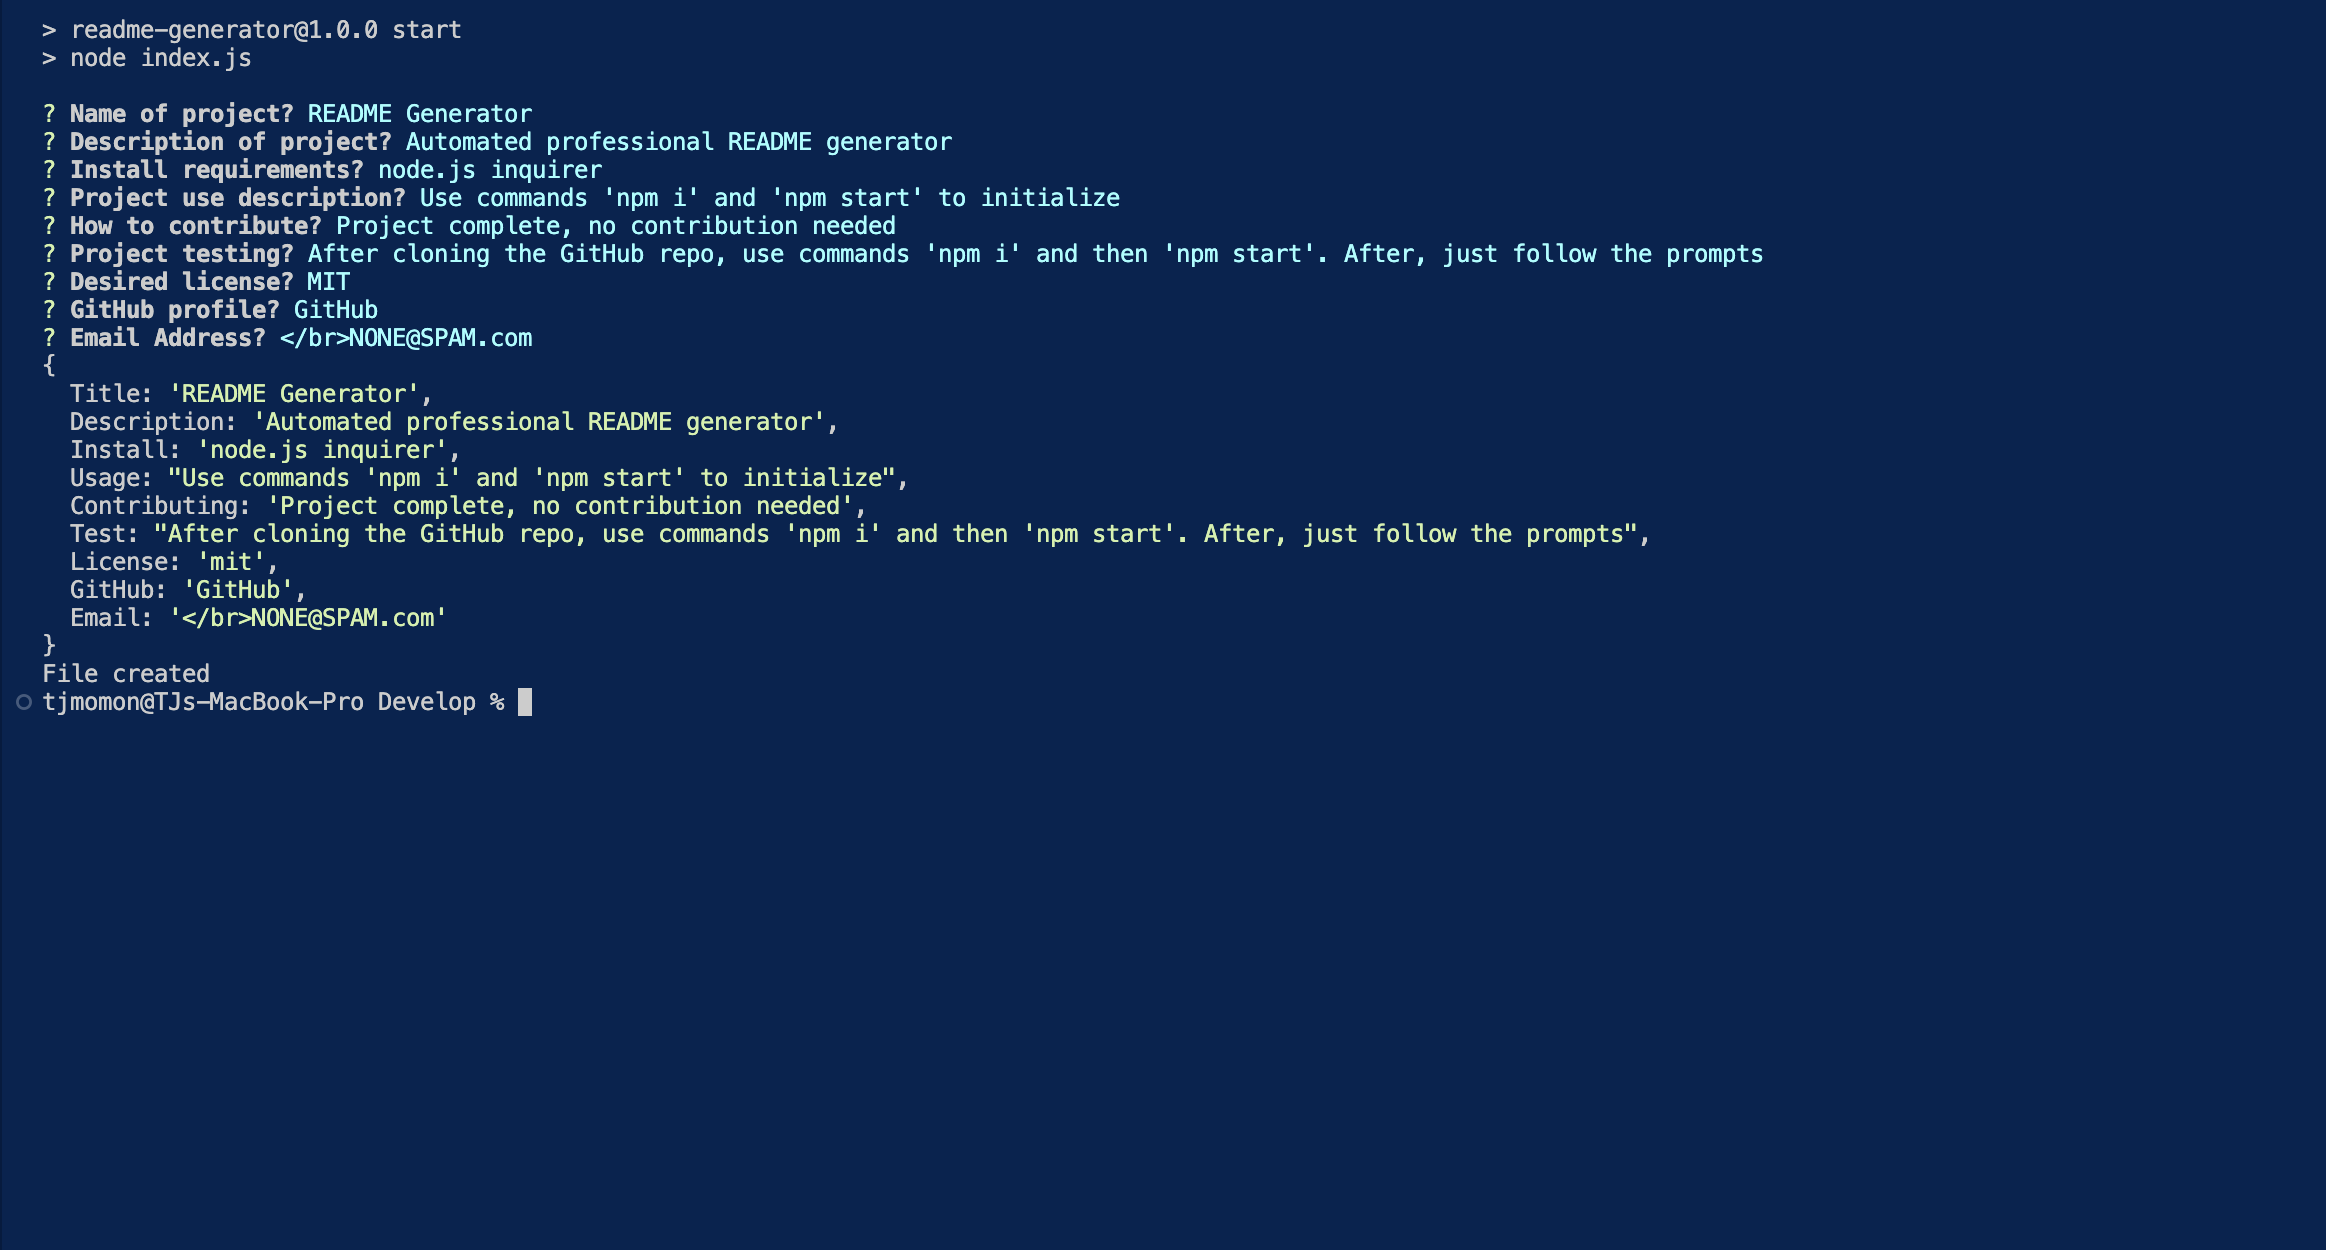 > readme-generator@1.0.0 start
> node index.js
? Name of project? README Generator
? Description of project? Automated professional README generator
? Install requirements? node.js inquirer
? Project use description? Use commands 'npm i' and 'npm start' to initialize
? How to contribute? Project complete, no contribution needed
? Project testing? After cloning the GitHub repo, use commands 'npm i' and then 'npm start'. After, just follow the prompts
? Desired license? MIT
? GitHub profile? GitHub
? Email Address? </br>NONE@SPAM.com
{
  Title: 'README Generator',
  Description: 'Automated professional README generator',
  Install: 'node.js inquirer',
  Usage: "Use commands 'npm i' and 'npm start' to initialize",
  Contributing: 'Project complete, no contribution needed',
  Test: "After cloning the GitHub repo, use commands 'npm i' and then 'npm start'. After, just follow the prompts",
  License: 'mit',
  GitHub: 'GitHub',
  Email: '</br>NONE@SPAM.com'
}
File created
tjmomon@TJs-MacBook-Pro Develop %